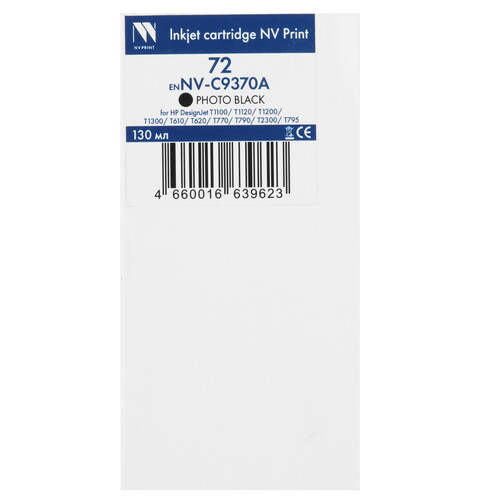 NV PRINT
Inkjet cartridge NV Print
72
EN NV-C9370A
PHOTO BLACK
for HP DesignJet T1100/ T1120/ T1200/
T1300/ T610/ T620/ T770/ T790/ T2300/ T795
130 мл
CE
4 660016 639623